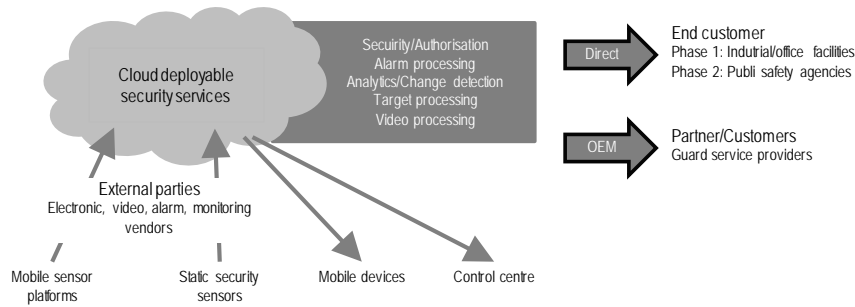 Cloud deployable
security services
Secuirity/Authorisation
Alarm processing
Analytics/Change detection
Target processing
Video processing
Direct
End customer
Phase 1: Indutrial/office facilities
Phase 2: Publi safety agencies
OEM
Partner/Customers
Guard service providers
External parties
Electronic, video, alarm, monitoring
vendors
Mobile sensor
platforms
Static security
sensors
Mobile devices
Control centre